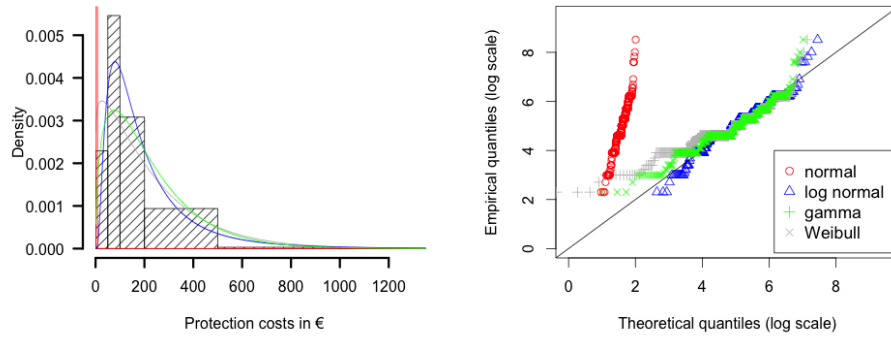 Density
0.005
0.004
0.003
0.002
0.001
0.000
0 200 400 600 800 1000 1200
Protection costs in €
Empirical quantiles (log scale)
8
6
4
2
0
normal
log normal
gamma
Weibull
0 2 4 6 8
Theoretical quantiles (log scale)